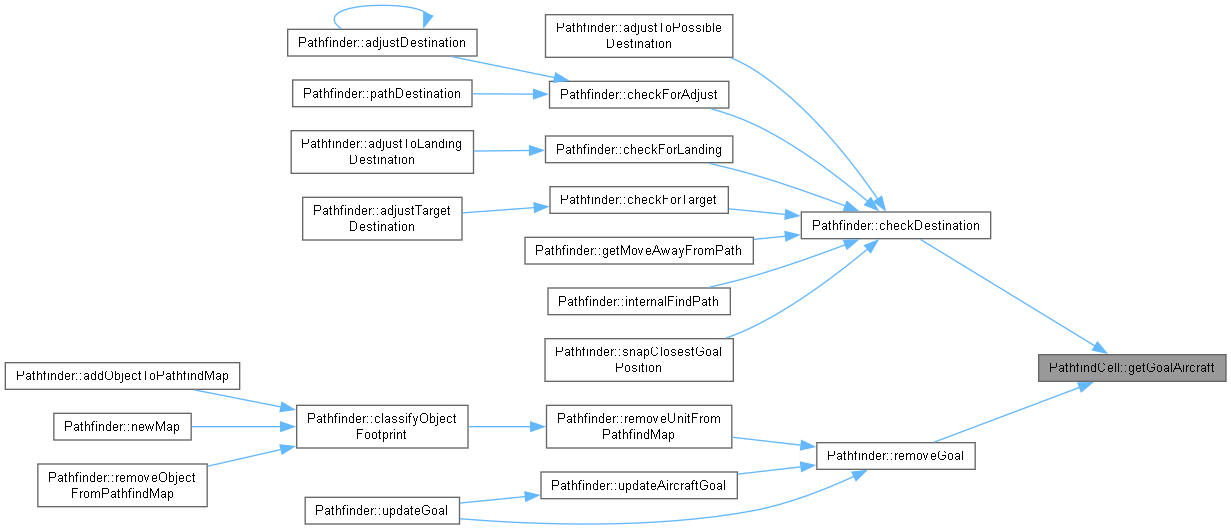 Pathfinder::adjustDestination
Pathfinder::adjustToPossible
Destination
Pathfinder::pathDestination
Pathfinder::checkForAdjust
Pathfinder::adjustToLanding
Destination
Pathfinder::checkForLanding
Pathfinder::adjustTarget
Destination
Pathfinder::checkForTarget
Pathfinder::checkDestination
Pathfinder::getMoveAwayFromPath
Pathfinder::internalFindPath
Pathfinder::snapClosestGoal
Position
PathfindCell::getGoalAircraft
Pathfinder::addObjectToPathfindMap
Pathfinder::newMap
Pathfinder::classifyObject
Footprint
Pathfinder::removeUnitFrom
PathfindMap
Pathfinder::removeGoal
Pathfinder::removeObject
FromPathfindMap
Pathfinder::updateAircraftGoal
Pathfinder::updateGoal